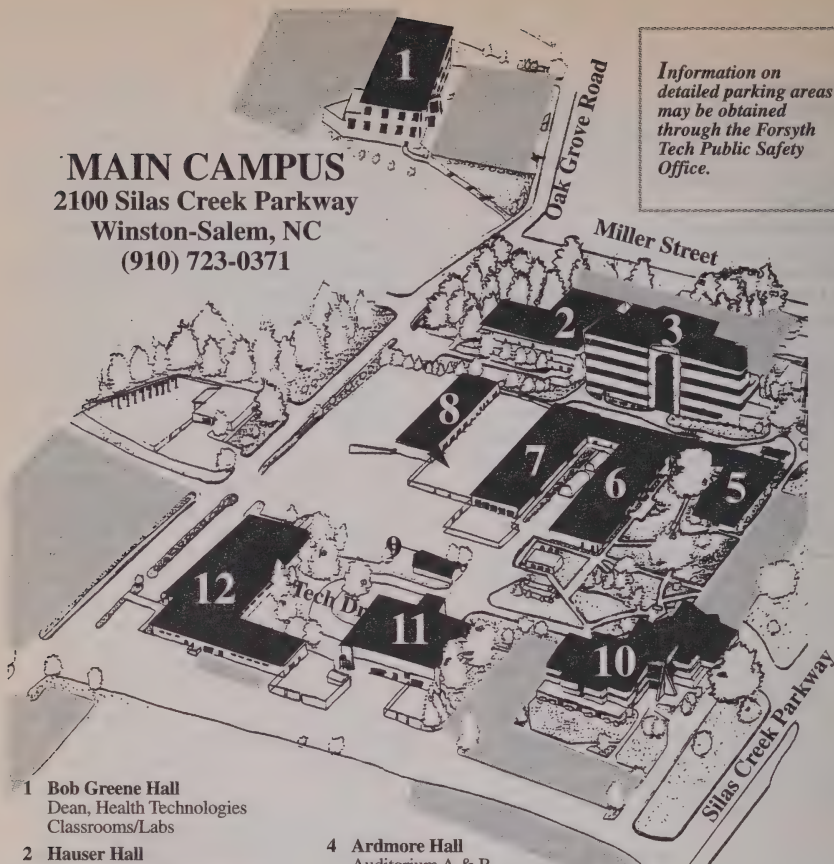 MAIN CAMPUS
2100 Silas Creek Parkway
Winston-Salem, NC
(910) 723-0371
Information on
detailed parking areas
may be obtained
through the Forsyth
Tech Public Safety
Office.
Oak Grove Road
Miller Street
1
2
3
8
7
6
5
9
12
Tech Dr
11
10
Silas Creek Parkway
1 Bob Greene Hall
Dean, Health Technologies
Classrooms/Labs
2 Hauser Hall
4 Ardmore Hall
Auditorium A & B